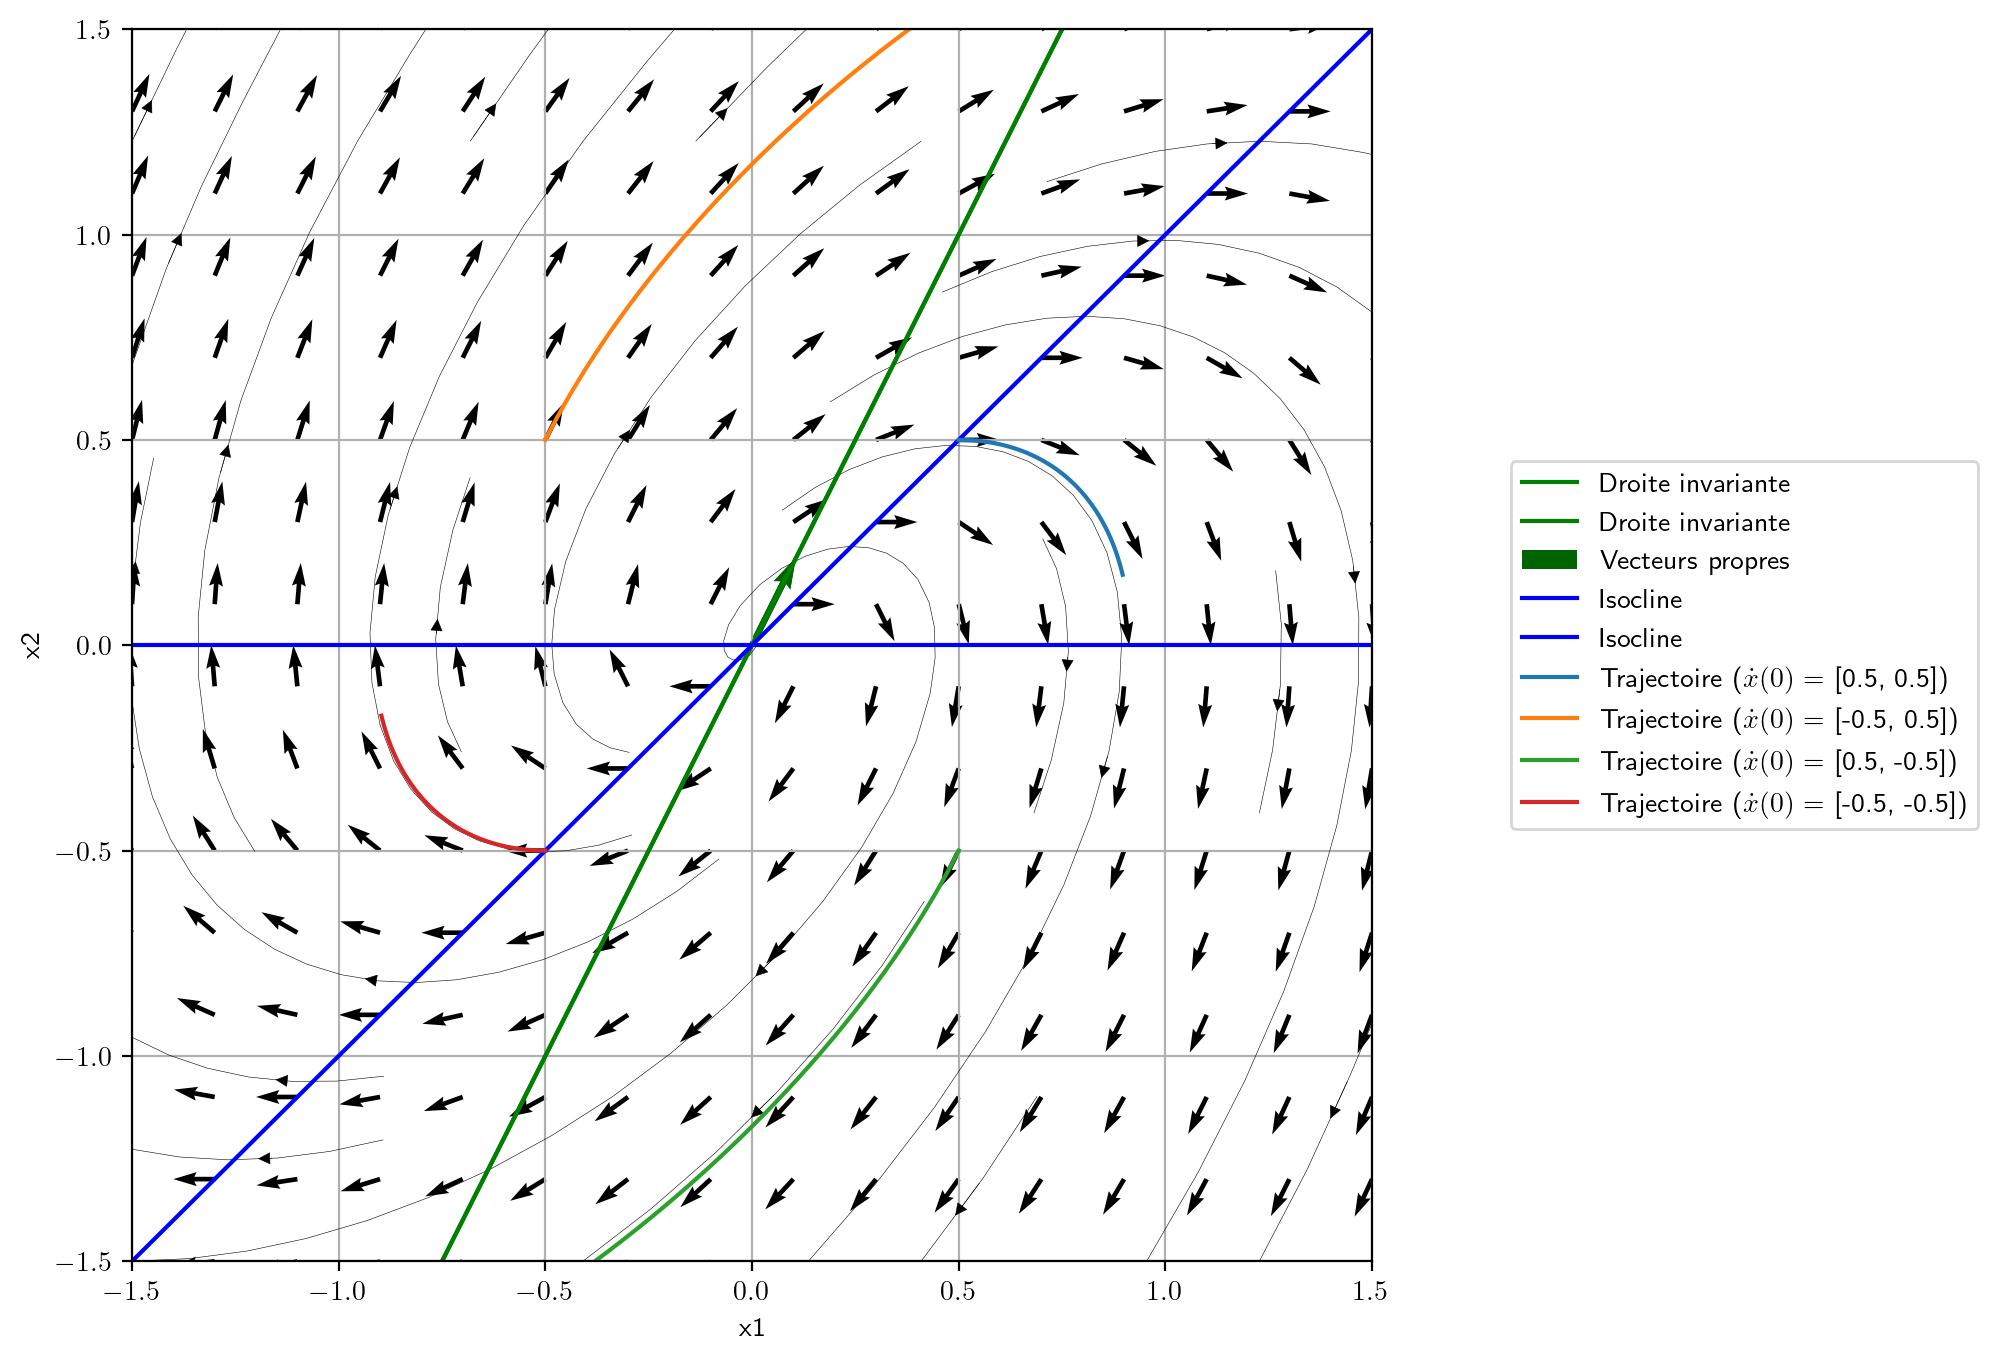 1.5
1.0
0.5
0.0
−0.5
−1.0
−1.5
x2
−1.5
−1.0
−0.5
0.0
0.5
1.0
1.5
x1
Droite invariante
Droite invariante
Vecteurs propres
Isocline
Isocline
Trajectoire (ẋ(0) = [0.5, 0.5])
Trajectoire (ẋ(0) = [-0.5, 0.5])
Trajectoire (ẋ(0) = [0.5, -0.5])
Trajectoire (ẋ(0) = [-0.5, -0.5])